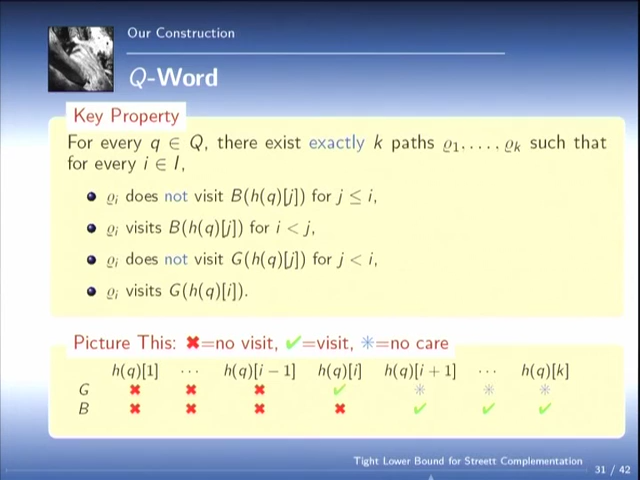 Our Construction
Q-Word
Key Property
For every q ∈ Q, there exist exactly k paths ϱ₁, . . . , ϱₖ such that
for every i ∈ I,
ϱᵢ does not visit B(h(q)[j]) for j ≤ i,
ϱᵢ visits B(h(q)[j]) for i < j,
ϱᵢ does not visit G(h(q)[j]) for j < i,
ϱᵢ visits G(h(q)[i]).
Picture This: ✖=no visit, ✔=visit, ✳=no care
h(q)[1] ··· h(q)[i − 1] h(q)[i] h(q)[i + 1] ··· h(q)[k]
G ✖ ✖ ✖ ✔ ✳ ✳ ✳
B ✖ ✖ ✖ ✖ ✔ ✔ ✔
Tight Lower Bound for Streett Complementation
31 / 42